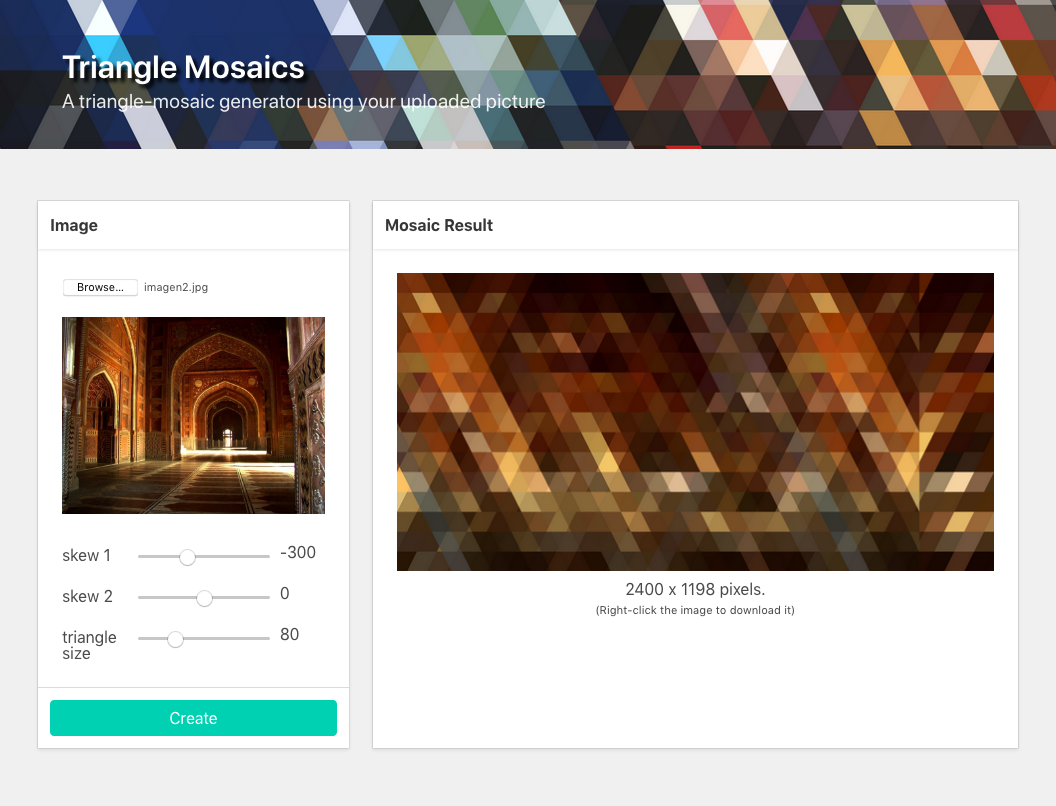 Triangle Mosaics
A triangle-mosaic generator using your uploaded picture
Image
Browse... imagen2.jpg
skew 1 -300
skew 2 0
triangle 80
size
Create
Mosaic Result
2400 x 1198 pixels.
(Right-click the image to download it)